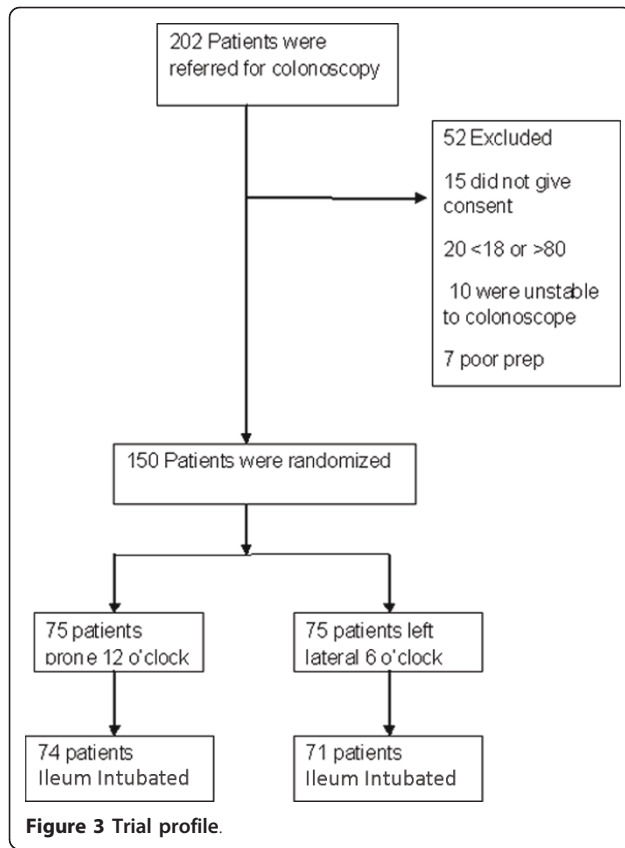 202 Patients were
referred for colonoscopy
52 Excluded
15 did not give
consent
20 <18 or >80
10 were unstable
to colonoscope
7 poor prep
150 Patients were randomized
75 patients
prone 12 o'clock
75 patients left
lateral 6 o'clock
74 patients
Ileum Intubated
71 patients
Ileum Intubated
Figure 3 Trial profile.